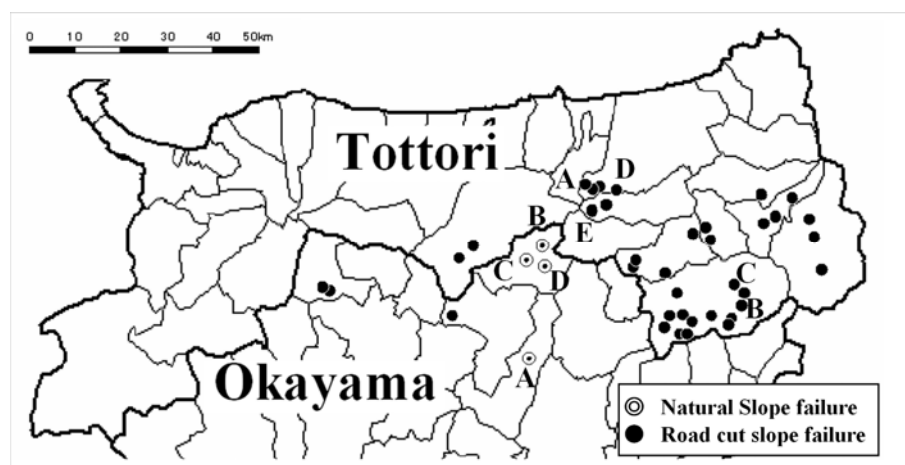 0 10 20 30 40 50km
Tottori
A D
B
E
C D
C
B
A
Okayama
Natural Slope failure
Road cut slope failure